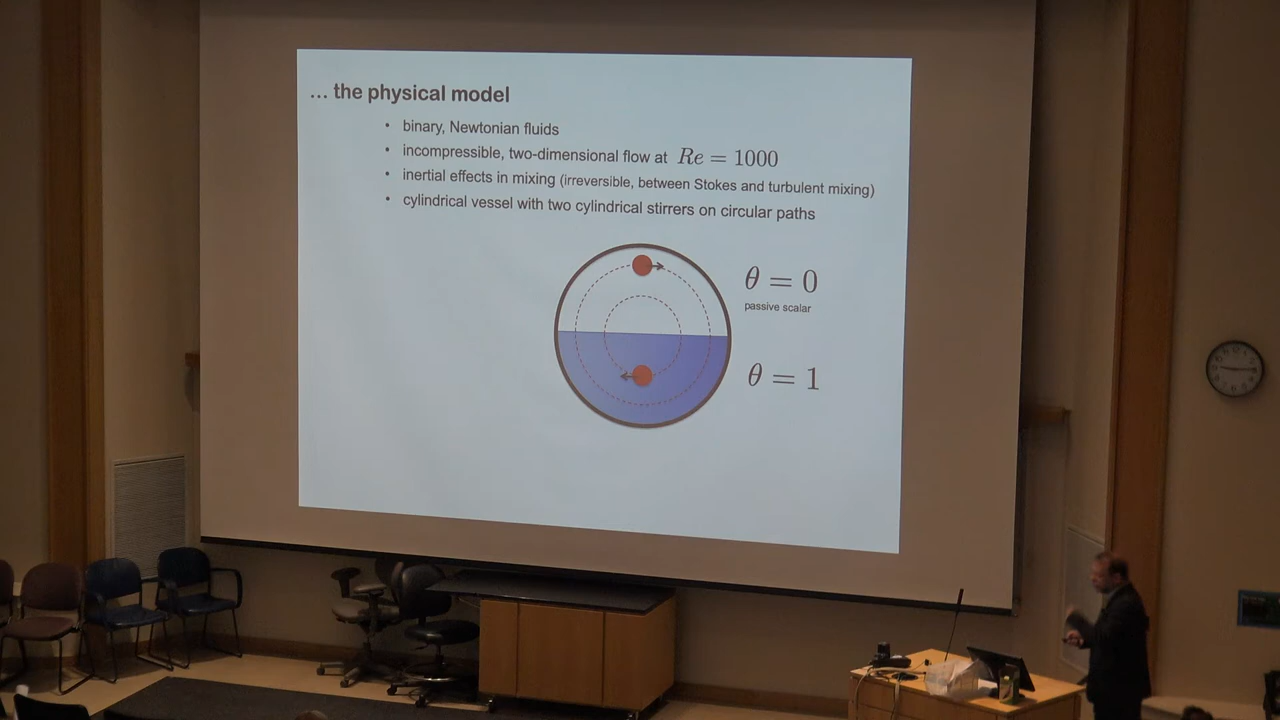 ... the physical model
• binary, Newtonian fluids
• incompressible, two-dimensional flow at Re = 1000
• inertial effects in mixing (irreversible, between Stokes and turbulent mixing)
• cylindrical vessel with two cylindrical stirrers on circular paths
θ = 0
passive scalar
θ = 1